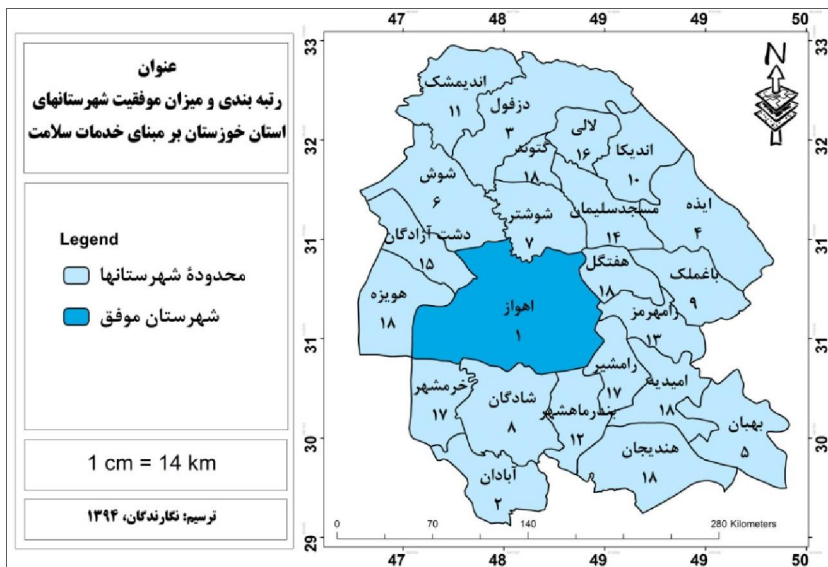 عنوان
رتبه بندی و میزان موفقیت شهرستانهای
استان خوزستان بر مبنای خدمات سلامت
Legend
محدودهٔ شهرستانها
شهرستان موفق
1 cm = 14 km
ترسیم: نگارندگان، ۱۳۹۴
47 48 49 49 50
33
32
31
31
30
29
33
32
31
31
30
29
N
اندیمشک
۱۱
دزفول
۳
لالی
۱۶
گتوند
۱۸
اندیکا
۱۰
شوش
۶
شوشتر
۷
مسجدسلیمان
۱۴
ایذه
۴
دشت آزادگان
۱۵
هفتگل
۱۸
باغملک
۹
هویزه
۱۸
اهواز
۱
رامهرمز
۱۳
رامشیر
۱۷
امیدیه
۱۸
خرمشهر
۱۷
شادگان
۸
بندرماهشهر
۱۲
بهبان
۵
هندیجان
۱۸
آبادان
۲
0 70 140 280 Kilometers
47 48 49 49 50